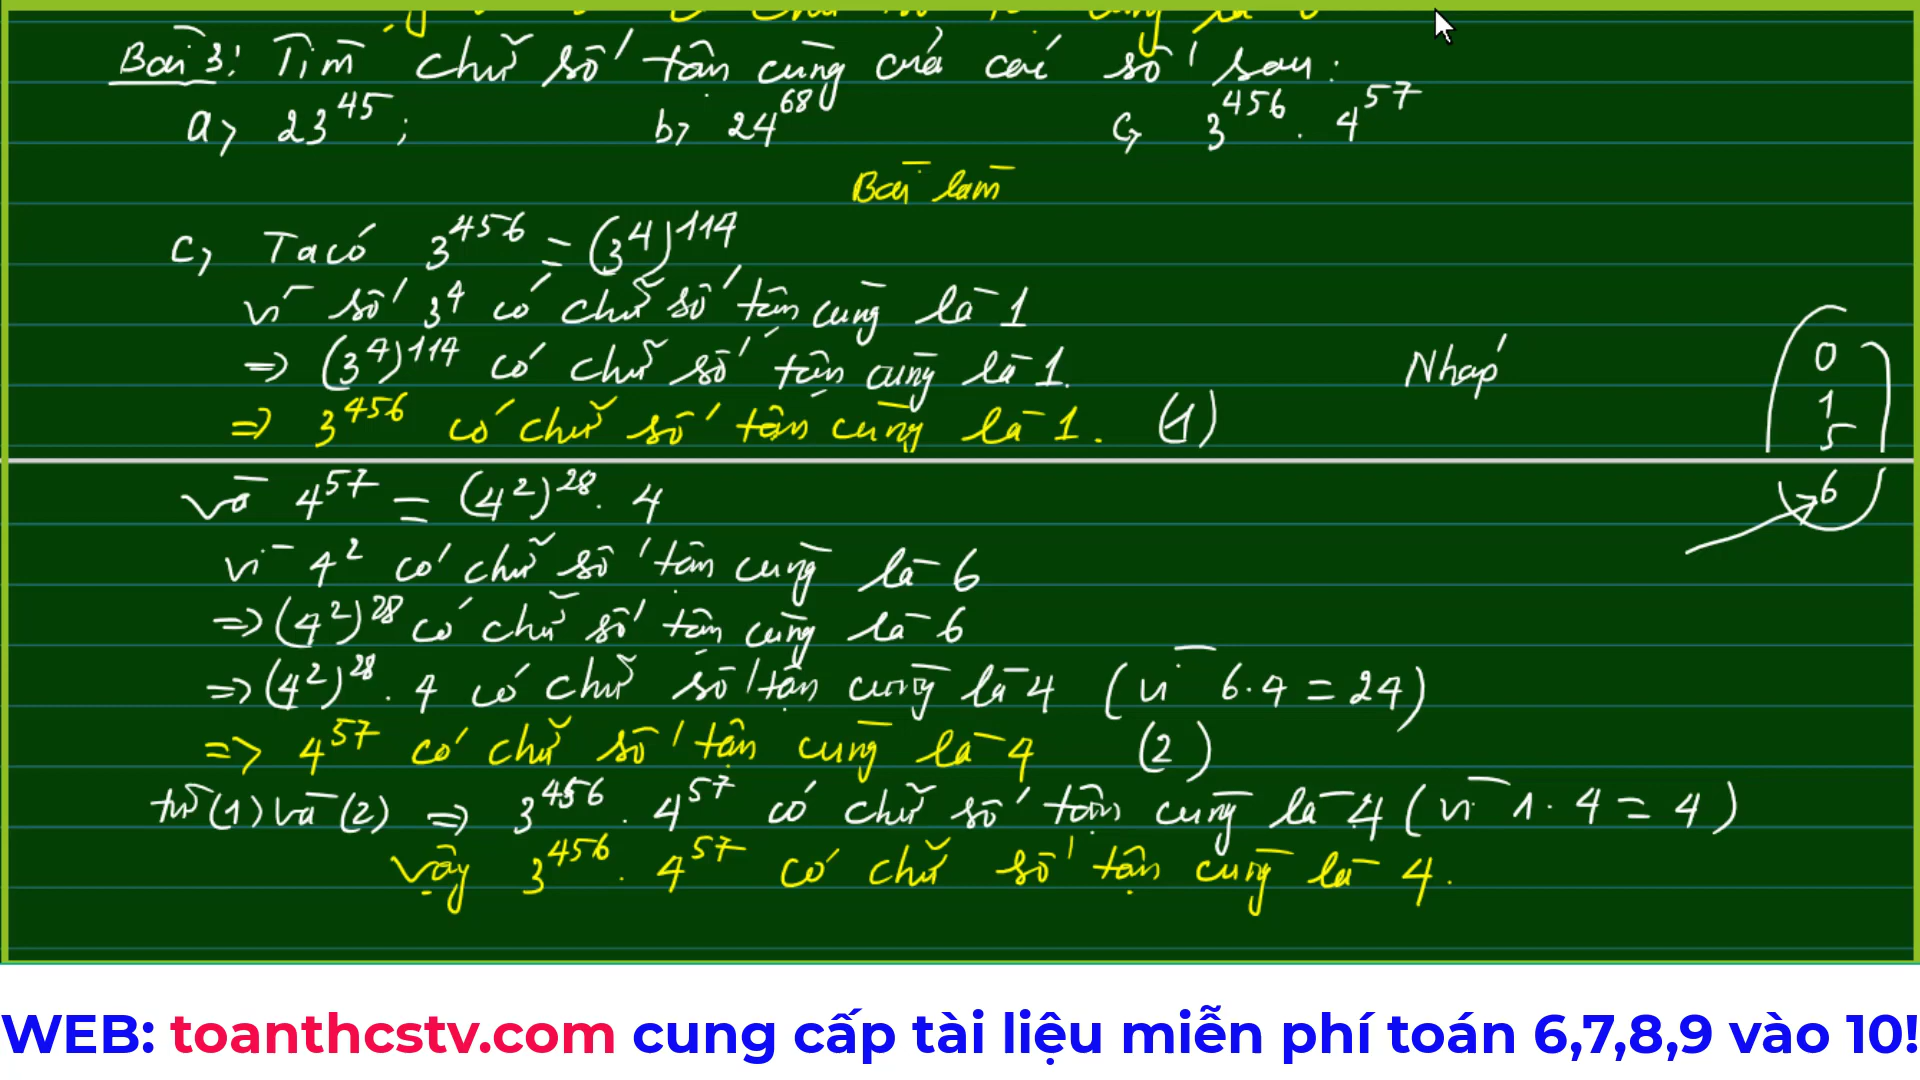 Bài 3: Tìm chữ số tận cùng của các số sau:
a, 23^45; b, 24^68 c, 3^456 . 4^57
Bài làm
c, Ta có 3^456 = (3^4)^114
vì số 3^4 có chữ số tận cùng là 1
=> (3^4)^114 có chữ số tận cùng là 1.
Nháp
0
1
5
6
=> 3^456 có chữ số tận cùng là 1. (1)
Và 4^57 = (4^2)^28 . 4
vì 4^2 có chữ số tận cùng là 6
=> (4^2)^28 có chữ số tận cùng là 6
=> (4^2)^28 . 4 có chữ số tận cùng là 4 (vì 6.4 = 24)
=> 4^57 có chữ số tận cùng là 4 (2)
từ (1) và (2) => 3^456 . 4^57 có chữ số tận cùng là 4 (vì 1.4 = 4)
Vậy 3^456 . 4^57 có chữ số tận cùng là 4.
WEB: toanthcstv.com cung cấp tài liệu miễn phí toán 6,7,8,9 vào 10!